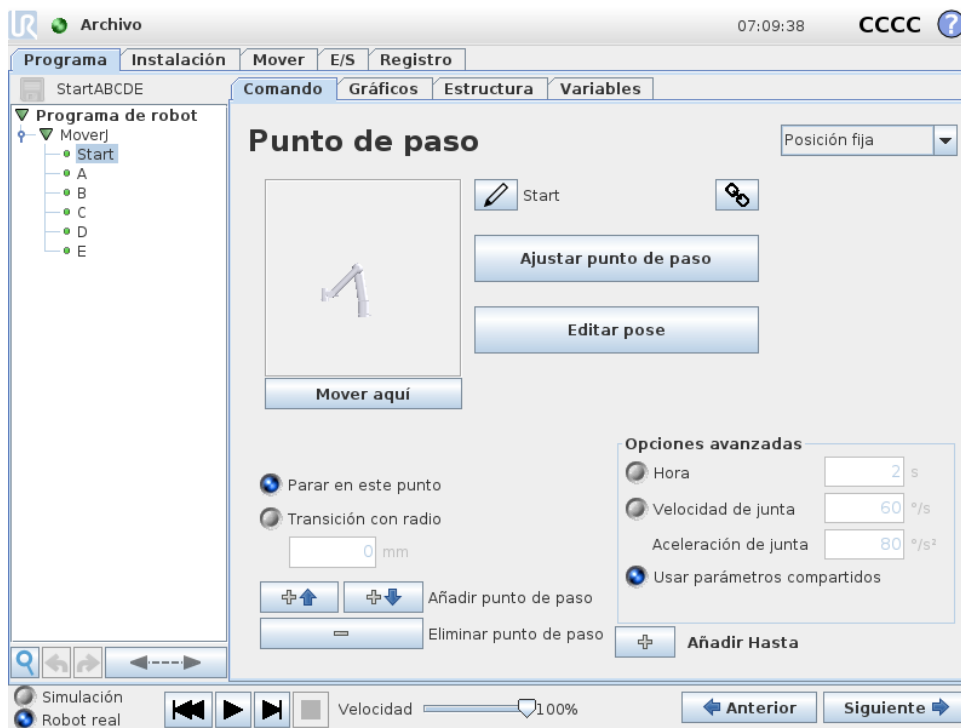 UR Archivo 07:09:38 CCCC ?
Programa Instalación Mover E/S Registro
StartABCDE
Comando Gráficos Estructura Variables
Programa de robot
MoverJ
Start
A
B
C
D
E
Punto de paso
Posición fija
Start
Ajustar punto de paso
Editar pose
Mover aquí
Parar en este punto
Transición con radio
0 mm
Añadir punto de paso
Eliminar punto de paso
Opciones avanzadas
Hora 2 s
Velocidad de junta 60 °/s
Aceleración de junta 80 °/s²
Usar parámetros compartidos
Añadir Hasta
Simulación
Robot real
Velocidad 100%
Anterior Siguiente